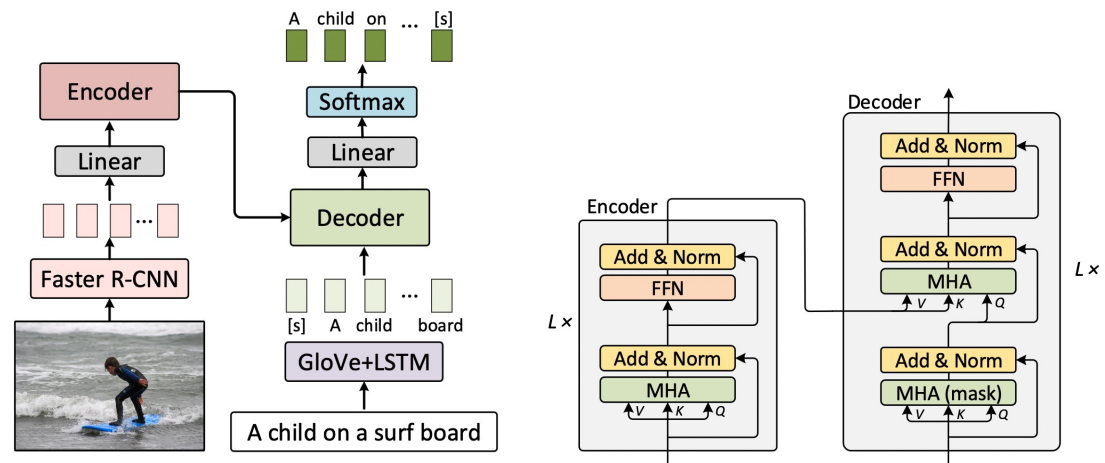 A child on ... [s]
Softmax
Linear
Encoder
Linear
Decoder
...
Faster R-CNN
...
[s] A child board
GloVe+LSTM
A child on a surf board
Encoder
Add & Norm
FFN
L ×
Add & Norm
MHA
V K Q
Decoder
Add & Norm
FFN
Add & Norm
MHA
V K Q
L ×
Add & Norm
MHA (mask)
V K Q